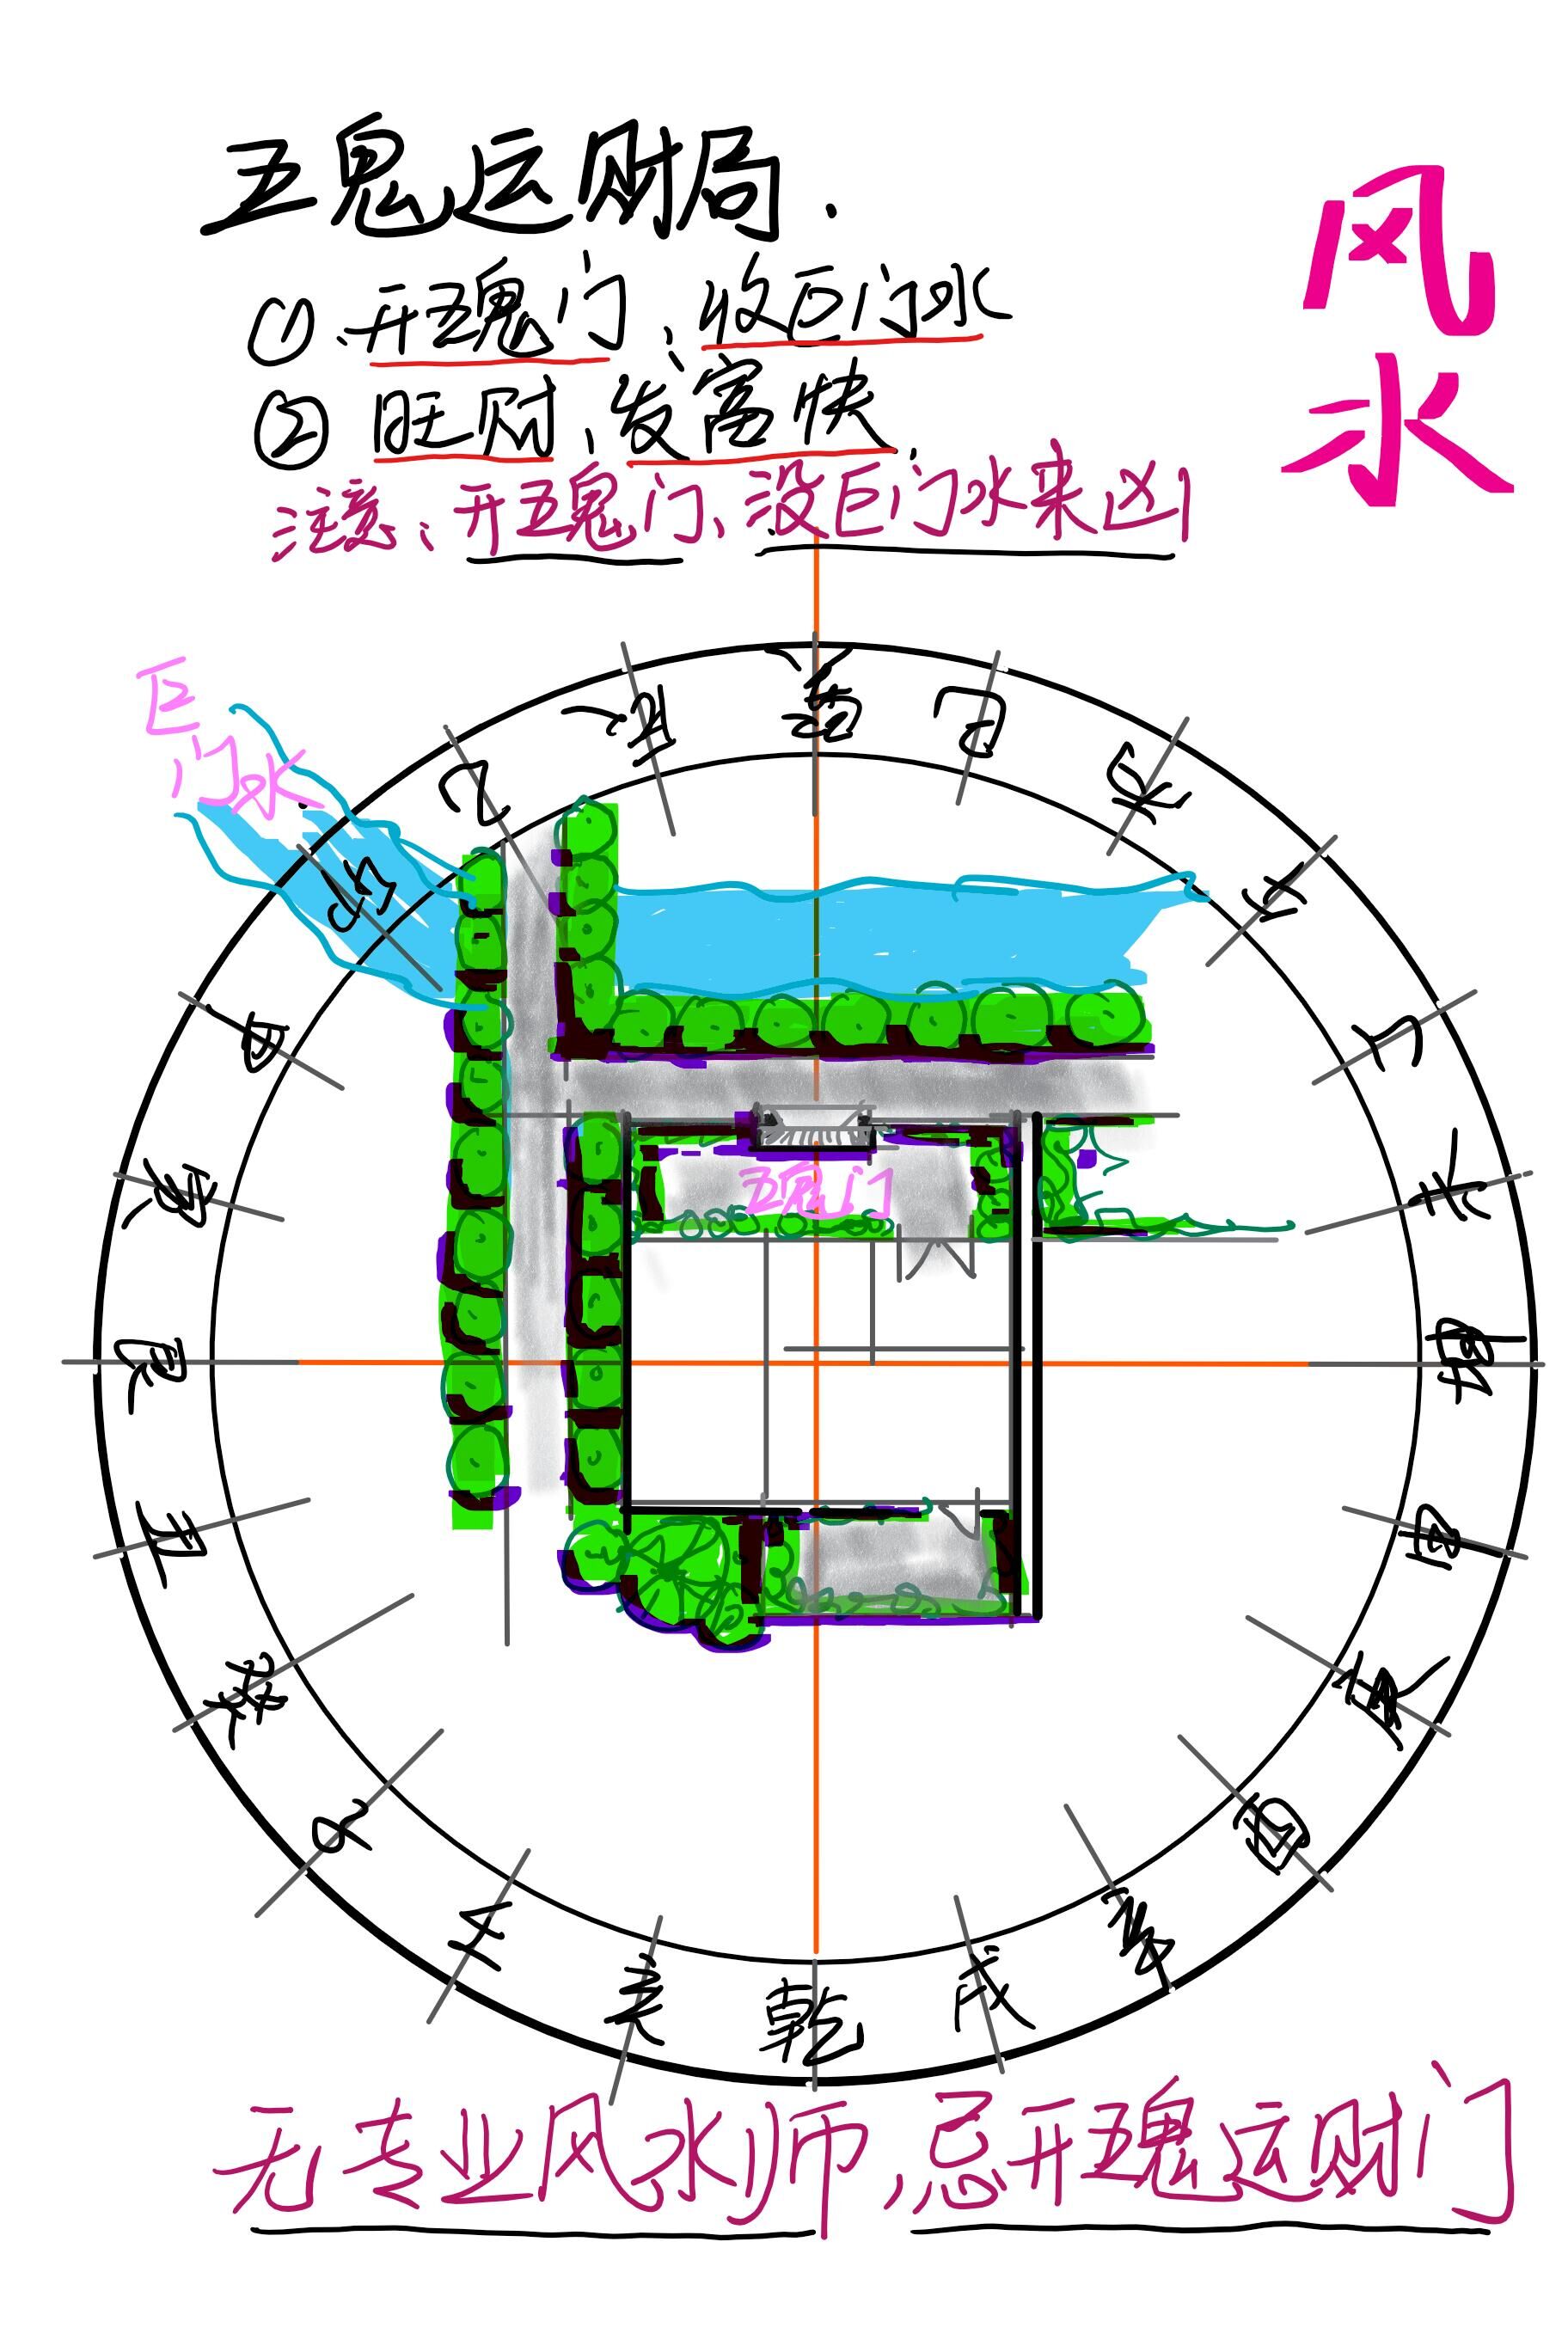 五鬼运财局.
风水
①、开五鬼门、收巨门水
②旺财、发富快.
注意:开五鬼门、没巨门水来凶
巨门水
辰
巽
巳
丙
午
丁
未
坤
申
庚
酉
辛
戌
乾
亥
壬
子
癸
丑
艮
寅
甲
卯
乙
五鬼门
无专业风水师,忌开五鬼运财门